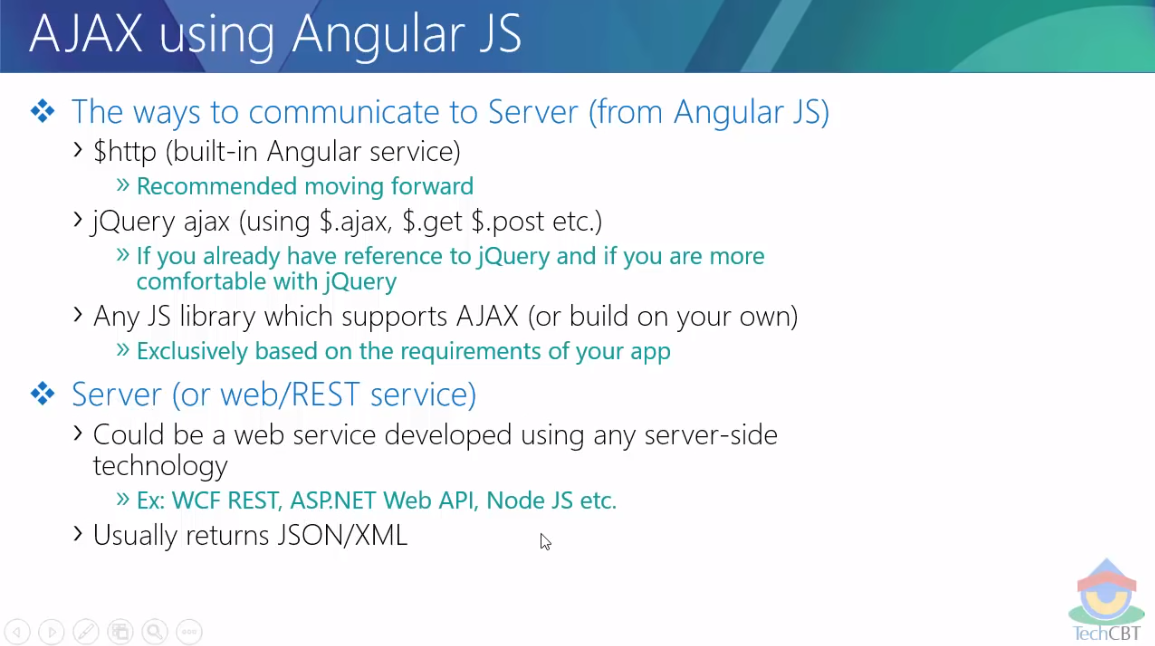 AJAX using Angular JS
The ways to communicate to Server (from Angular JS)
$http (built-in Angular service)
Recommended moving forward
jQuery ajax (using $.ajax, $.get $.post etc.)
If you already have reference to jQuery and if you are more
comfortable with jQuery
Any JS library which supports AJAX (or build on your own)
Exclusively based on the requirements of your app
Server (or web/REST service)
Could be a web service developed using any server-side
technology
Ex: WCF REST, ASP.NET Web API, Node JS etc.
Usually returns JSON/XML
TechCBT